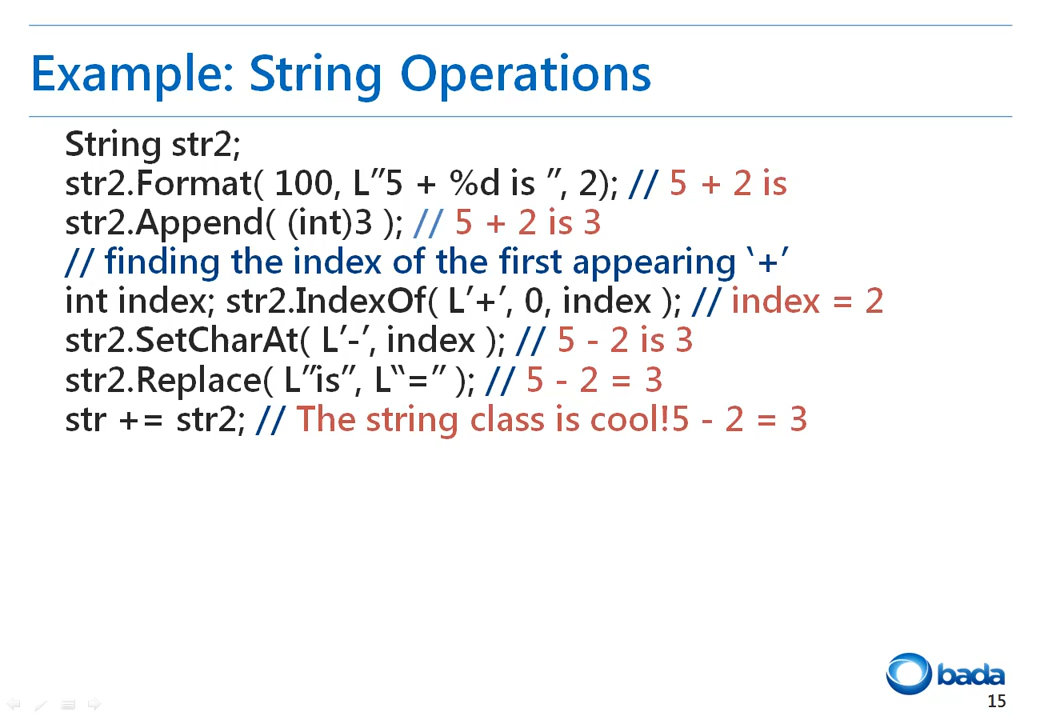 Example: String Operations
String str2;
str2.Format( 100, L”5 + %d is ”, 2); // 5 + 2 is
str2.Append( (int)3 ); // 5 + 2 is 3
// finding the index of the first appearing ‘+’
int index; str2.IndexOf( L’+’, 0, index ); // index = 2
str2.SetCharAt( L’-’, index ); // 5 - 2 is 3
str2.Replace( L”is”, L“=” ); // 5 - 2 = 3
str += str2; // The string class is cool!5 - 2 = 3
bada
15